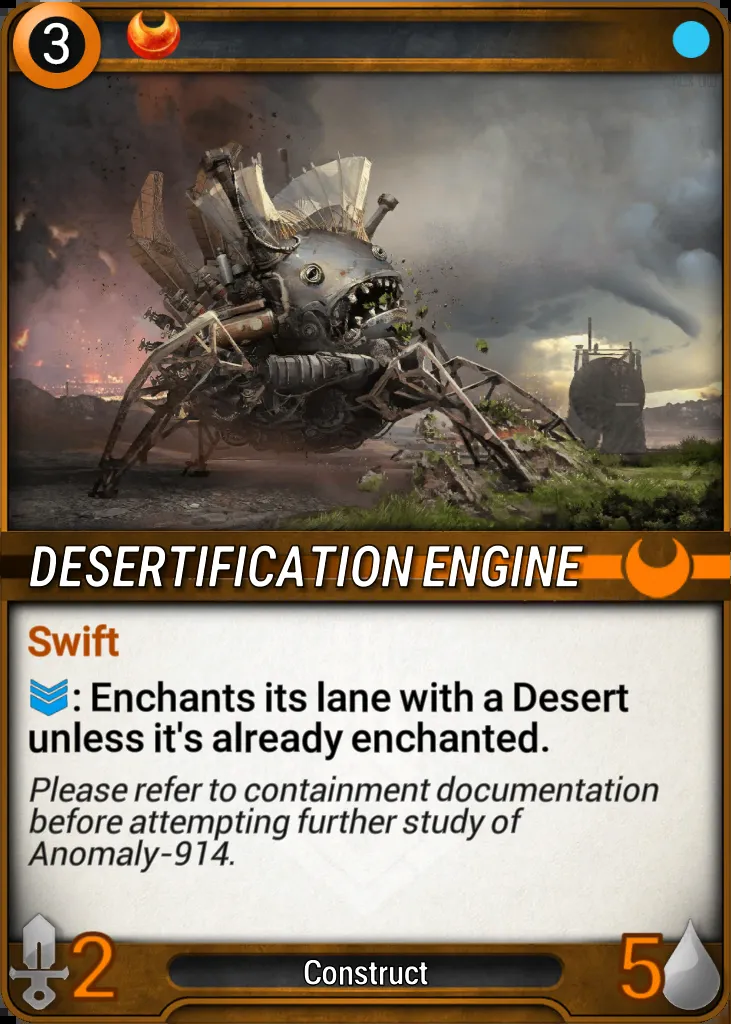 3
DESERTIFICATION ENGINE
Swift
: Enchants its lane with a Desert
unless it's already enchanted.
Please refer to containment documentation
before attempting further study of
Anomaly-914.
2
Construct
5